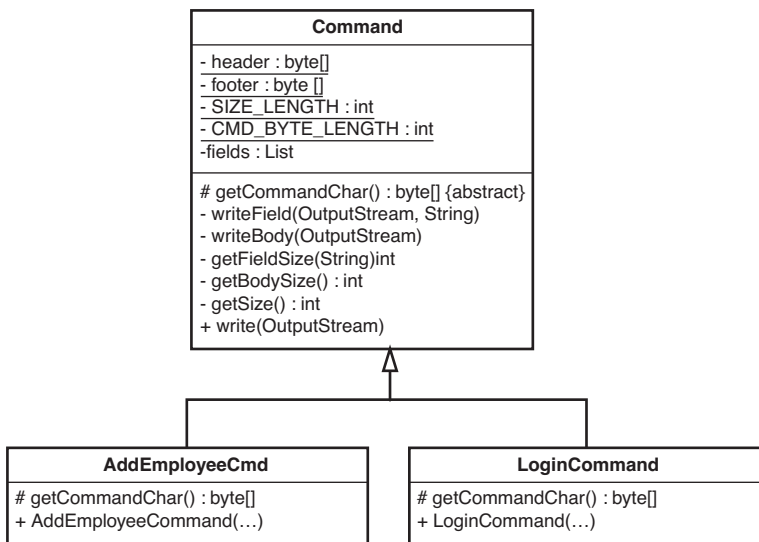 Command
- header : byte[]
- footer : byte []
- SIZE_LENGTH : int
- CMD_BYTE_LENGTH : int
-fields : List
# getCommandChar() : byte[] {abstract}
- writeField(OutputStream, String)
- writeBody(OutputStream)
- getFieldSize(String)int
- getBodySize() : int
- getSize() : int
+ write(OutputStream)
AddEmployeeCmd
# getCommandChar() : byte[]
+ AddEmployeeCommand(…)
LoginCommand
# getCommandChar() : byte[]
+ LoginCommand(…)